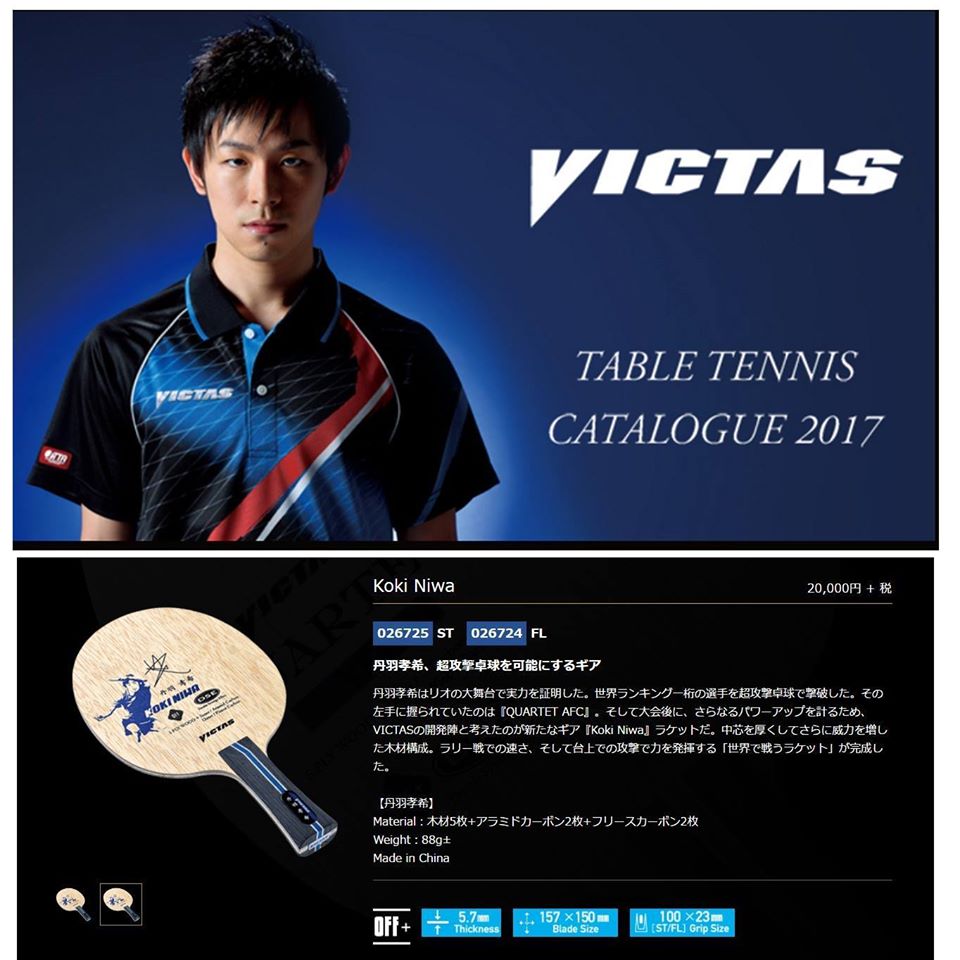 VICTAS
TABLE TENNIS
CATALOGUE 2017
VICTAS
JTTA
Koki Niwa
20,000円 + 税
026725 ST 026724 FL
丹羽孝希、超攻撃卓球を可能にするギア
丹羽孝希はリオの大舞台で実力を証明した。世界ランキング一桁の選手を超攻撃卓球で撃破した。その
左手に握られていたのは『QUARTET AFC』。そして大会後に、さらなるパワーアップを計るため、
VICTASの開発陣と考えたのが新たなギア『Koki Niwa』ラケットだ。中芯を厚くしてさらに威力を増し
た木材構成。ラリー戦での速さ、そして台上での攻撃で力を発揮する「世界で戦うラケット」が完成し
た。
【丹羽孝希】
Material : 木材5枚+アラミドカーボン2枚+フリースカーボン2枚
Weight : 88g±
Made in China
丹羽孝希
KOKI NIWA
VICTAS
OFF+
5.7mm
Thickness
157×150mm
Blade Size
100×23mm
[ST/FL] Grip Size